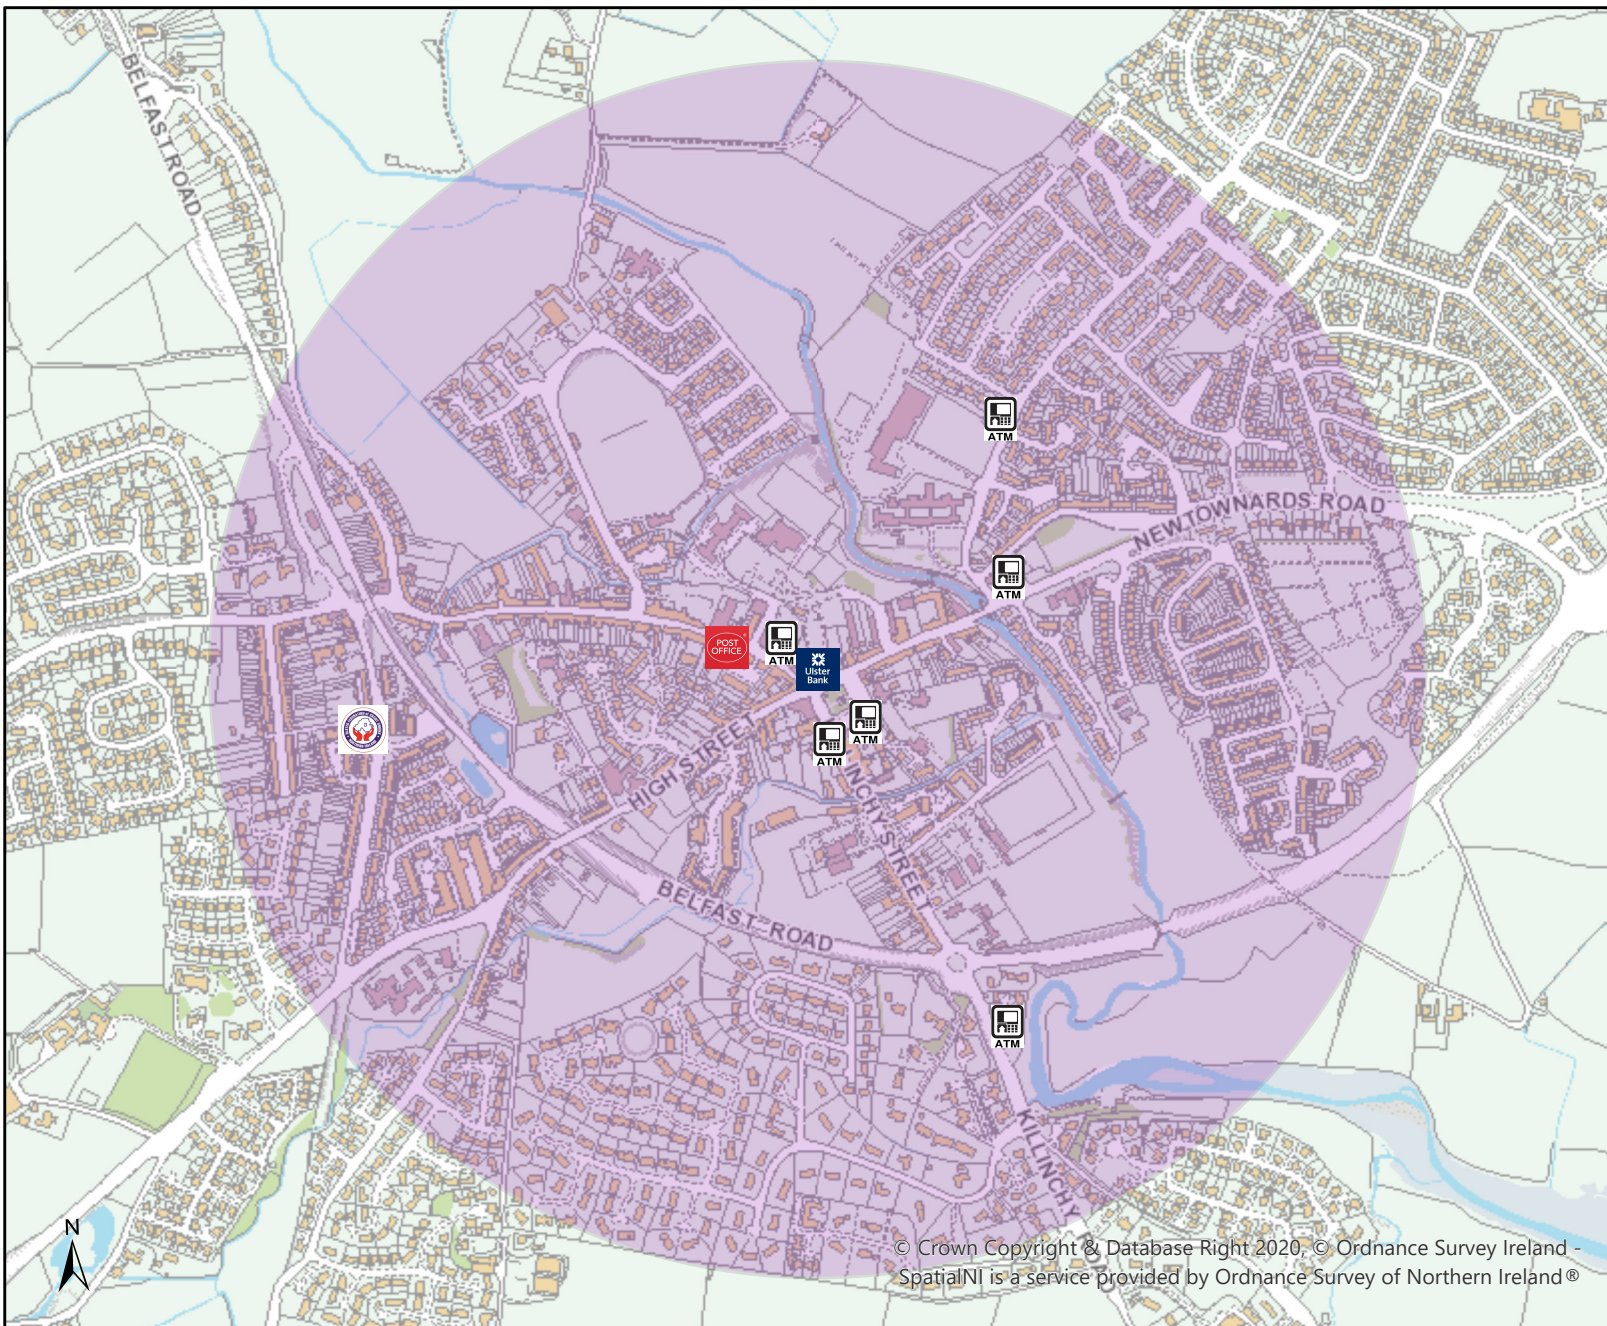 BELFAST ROAD
ATM
NEWTOWNARDS ROAD
ATM
POST
OFFICE
ATM
Ulster
Bank
ATM
ATM
HIGH STREET
INCHY STREET
BELFAST ROAD
ATM
KILLINCHY
N
© Crown Copyright & Database Right 2020, © Ordnance Survey Ireland -
SpatialNI is a service provided by Ordnance Survey of Northern Ireland®